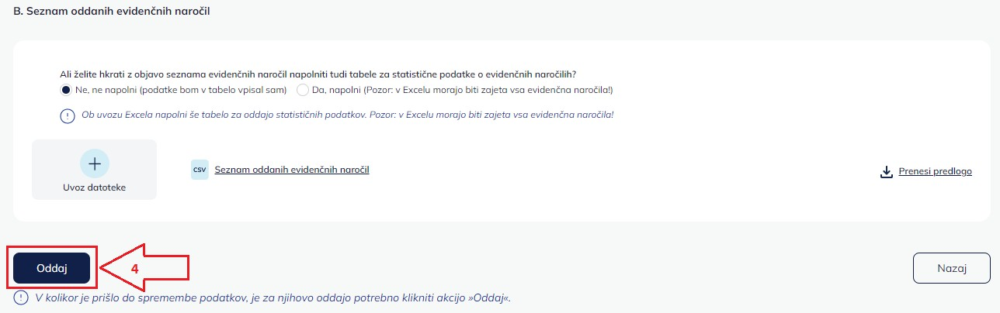 B. Seznam oddanih evidenčnih naročil
Ali želite hkrati z objavo seznama evidenčnih naročil napolniti tudi tabele za statistične podatke o evidenčnih naročilih?
Ne, ne napolni (podatke bom v tabelo vpisal sam) Da, napolni (Pozor: v Excelu morajo biti zajeta vsa evidenčna naročila!)
Ob uvozu Excela napolni še tabelo za oddajo statističnih podatkov. Pozor: v Excelu morajo biti zajeta vsa evidenčna naročila!
Uvoz datoteke
CSV Seznam oddanih evidenčnih naročil
Prenesi predlogo
Oddaj
4
Nazaj
V kolikor je prišlo do spremembe podatkov, je za njihovo oddajo potrebno klikniti akcijo »Oddaj«.